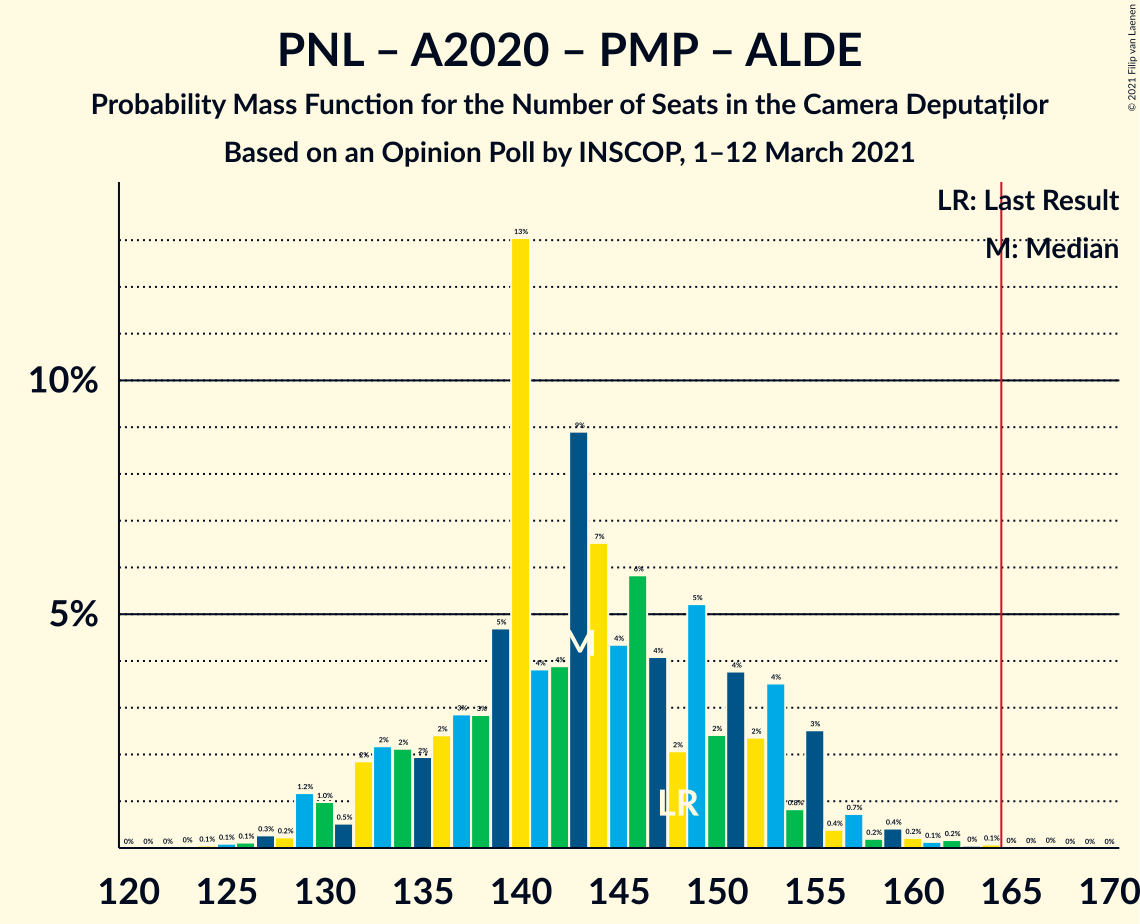 PNL – A2020 – PMP – ALDE
Probability Mass Function for the Number of Seats in the Camera Deputaților
Based on an Opinion Poll by INSCOP, 1–12 March 2021
© 2021 Filip van Laenen
LR: Last Result
M: Median
10%
5%
0% 0% 0% 0% 0.1% 0.1% 0.1% 0.3% 0.2% 1.2% 1.0% 0.5% 2% 2% 2% 2% 2% 3% 3% 5% 13% 4% 4% 9% 7% 4% 6% 4% 2% 5% 2% 4% 2% 4% 0.8% 3% 0.4% 0.7% 0.2% 0.4% 0.2% 0.1% 0.2% 0% 0.1% 0% 0% 0% 0% 0% 0%
M
LR
120 125 130 135 140 145 150 155 160 165 170